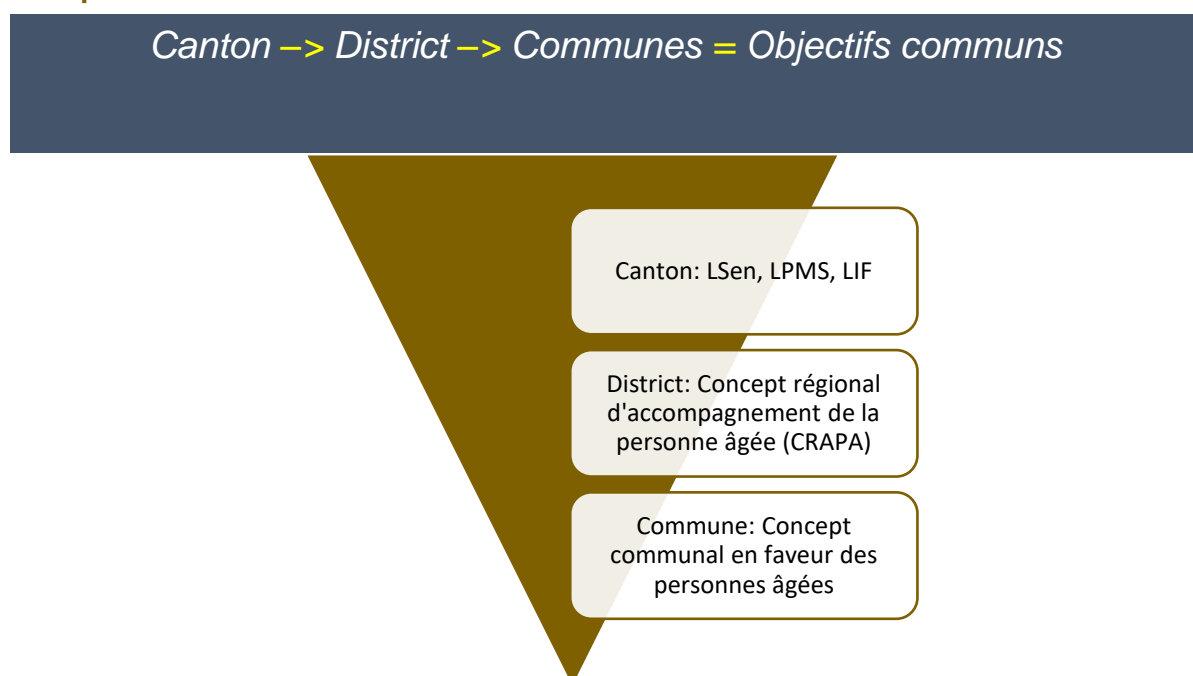 Canton –> District –> Communes = Objectifs communs
Canton: LSen, LPMS, LIF
District: Concept régional
d'accompagnement de la
personne âgée (CRAPA)
Commune: Concept
communal en faveur des
personnes âgées